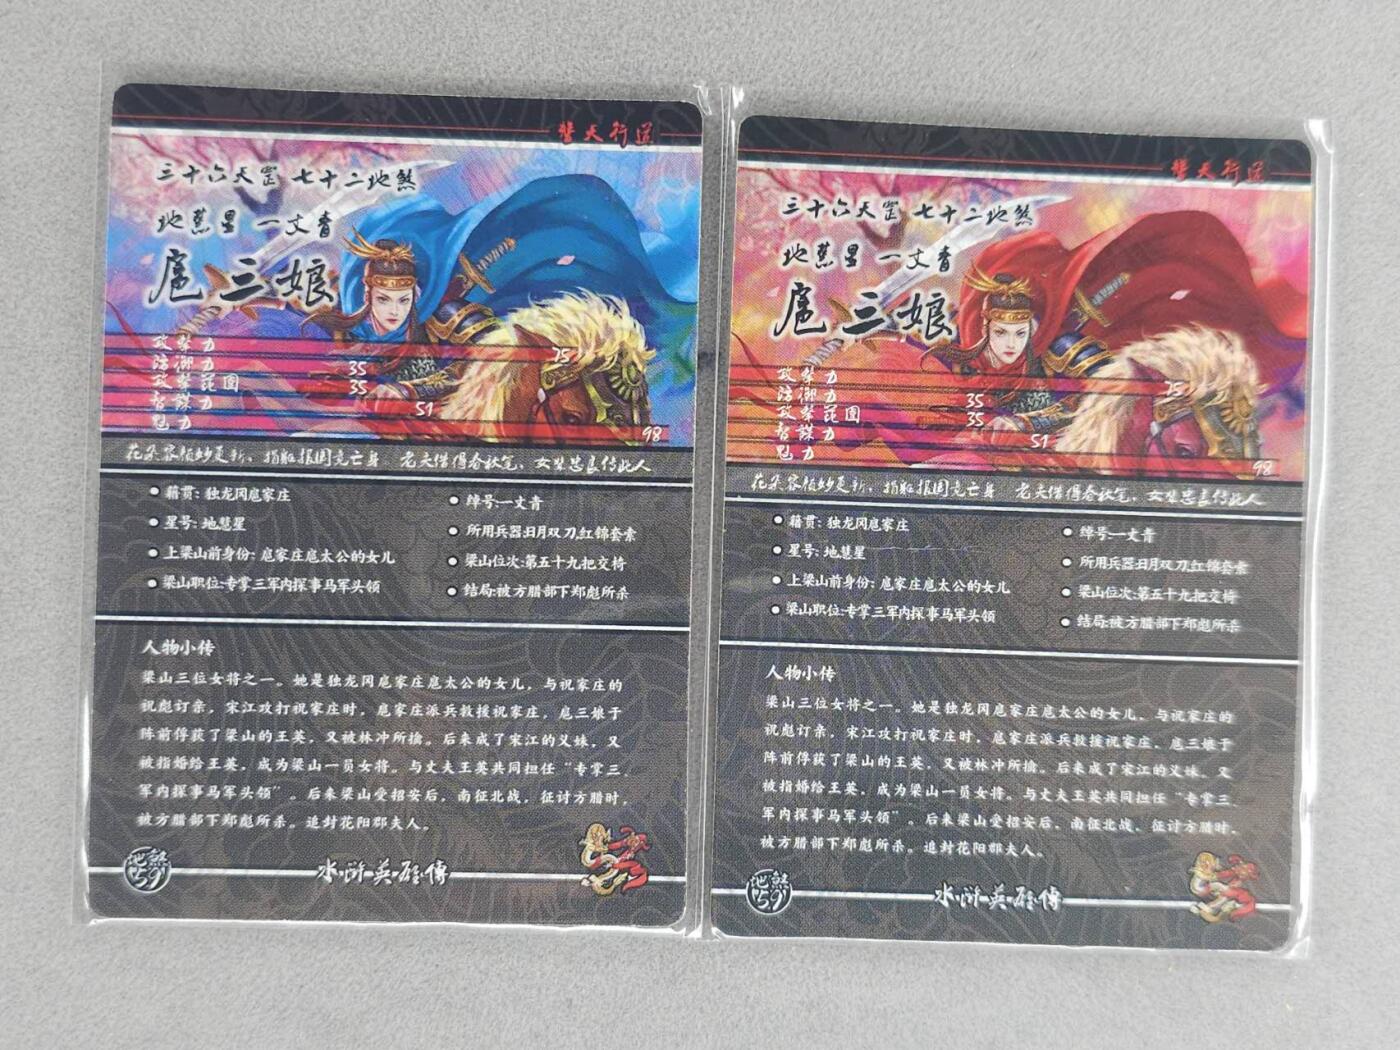 替天行道
三十六天罡 七十二地煞
地慧星 一丈青
扈三娘
攻擊力 75
防御力 35
攻擊范圍 35
智謀力 51
魅力 98
花朵容顏妙更新、捐軀報國竟亡身 老夫借得春秋笔、女輩忠良传此人
籍贯:独龙冈扈家庄
绰号:一丈青
星号:地慧星
所用兵器:日月双刀,红锦套索
上梁山前身份:扈家庄扈太公的女儿
梁山位次:第五十九把交椅
梁山职位:专掌三军内探事马军头领
结局:被方腊部下郑彪所杀
人物小传
梁山三位女将之一。她是独龙冈扈家庄扈太公的女儿,与祝家庄的
祝彪订亲,宋江攻打祝家庄时,扈家庄派兵救援祝家庄,扈三娘于
阵前俘获了梁山的王英,又被林冲所擒。后来成了宋江的义妹,又
被指婚给王英,成为梁山一员女将。与丈夫王英共同担任“专掌三
军内探事马军头领”。后来梁山受招安后,南征北战,征讨方腊时,
被方腊部下郑彪所杀。追封花阳郡夫人。
地煞
59
水·浒·英·雄·傳
替天行道
三十六天罡 七十二地煞
地慧星 一丈青
扈三娘
攻擊力 75
防御力 35
攻擊范圍 35
智謀力 51
魅力 98
花朵容顏妙更新、捐軀報國竟亡身 老夫借得春秋笔、女輩忠良传此人
籍贯:独龙冈扈家庄
绰号:一丈青
星号:地慧星
所用兵器:日月双刀,红锦套索
上梁山前身份:扈家庄扈太公的女儿
梁山位次:第五十九把交椅
梁山职位:专掌三军内探事马军头领
结局:被方腊部下郑彪所杀
人物小传
梁山三位女将之一。她是独龙冈扈家庄扈太公的女儿,与祝家庄的
祝彪订亲,宋江攻打祝家庄时,扈家庄派兵救援祝家庄,扈三娘于
阵前俘获了梁山的王英,又被林冲所擒。后来成了宋江的义妹,又
被指婚给王英,成为梁山一员女将。与丈夫王英共同担任“专掌三
军内探事马军头领”。后来梁山受招安后,南征北战,征讨方腊时,
被方腊部下郑彪所杀。追封花阳郡夫人。
地煞
59
水·浒·英·雄·傳